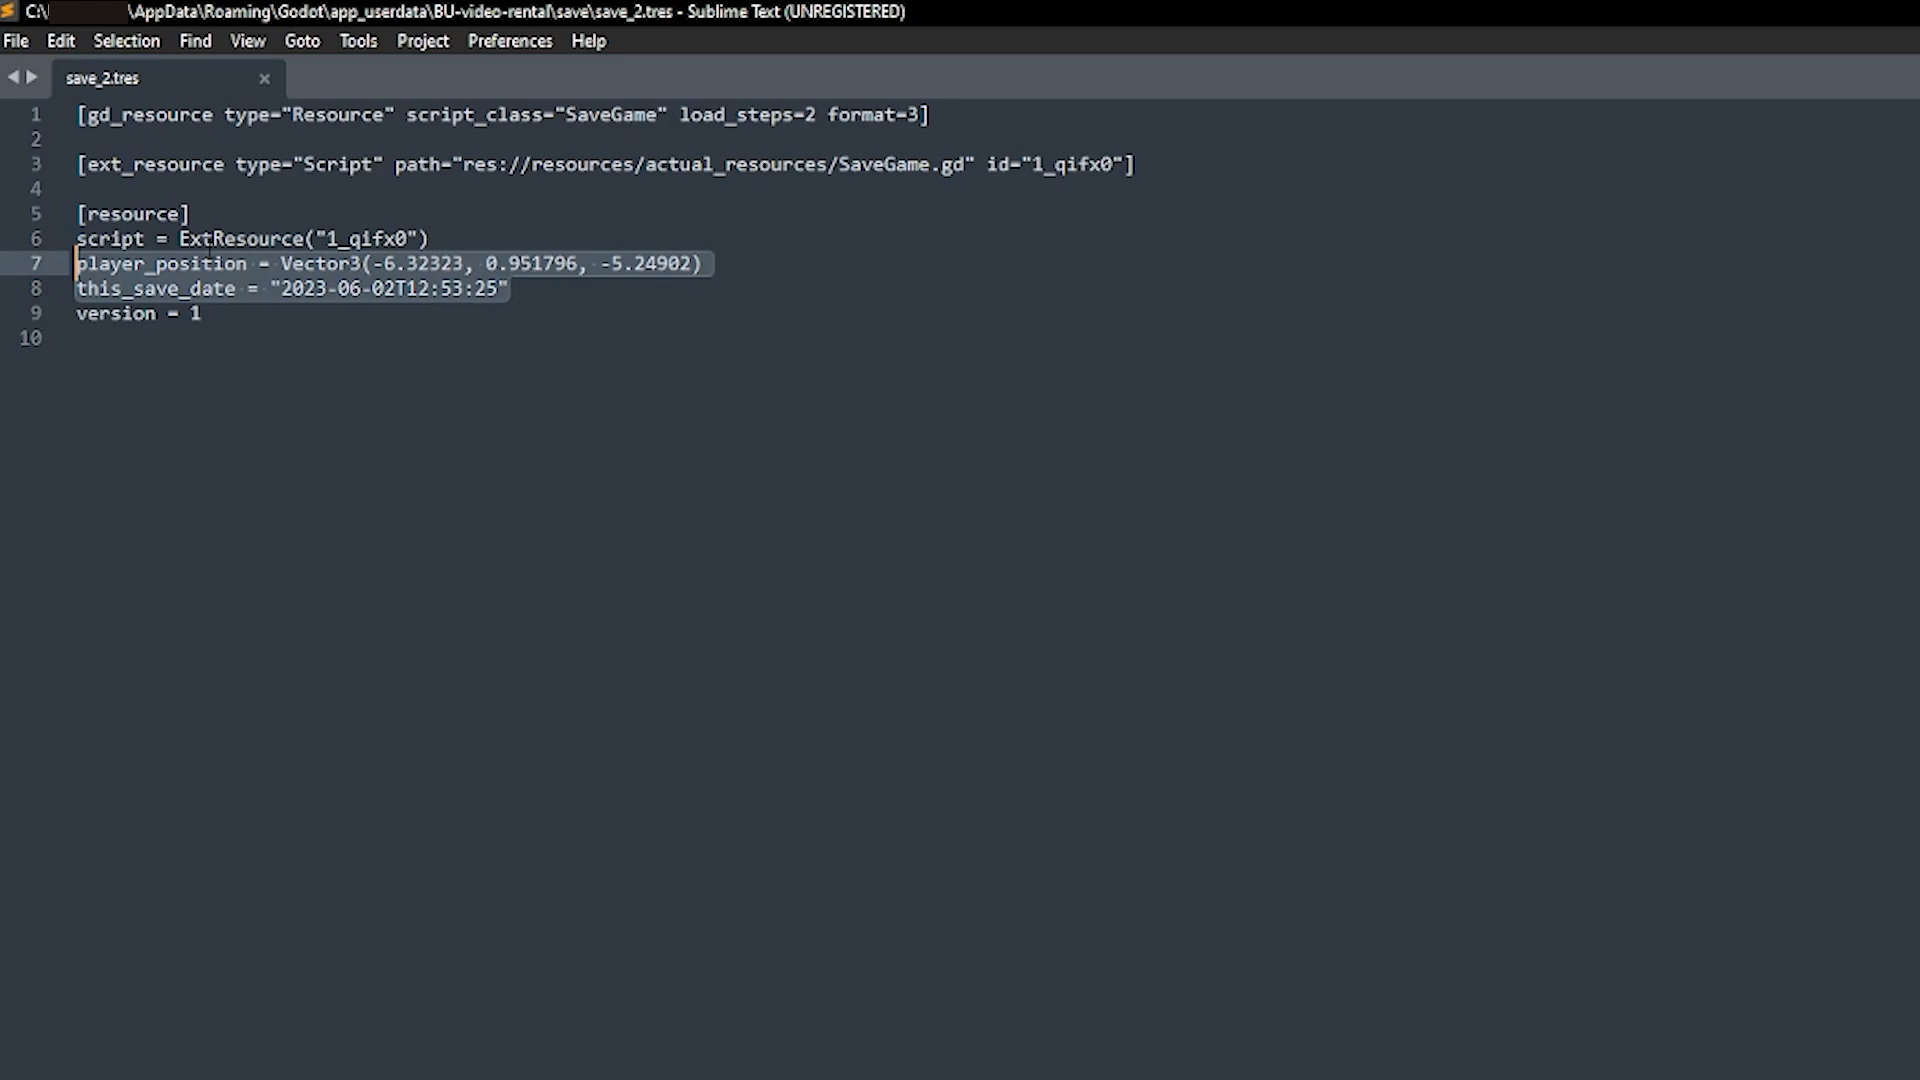 C:\ \AppData\Roaming\Godot\app_userdata\BU-video-rental\save\save_2.tres - Sublime Text (UNREGISTERED)
File Edit Selection Find View Goto Tools Project Preferences Help
save_2.tres ×
1 [gd_resource type="Resource" script_class="SaveGame" load_steps=2 format=3]
2
3 [ext_resource type="Script" path="res://resources/actual_resources/SaveGame.gd" id="1_qifx0"]
4
5 [resource]
6 script = ExtResource("1_qifx0")
7 player_position = Vector3(-6.32323, 0.951796, -5.24902)
8 this_save_date = "2023-06-02T12:53:25"
9 version = 1
10